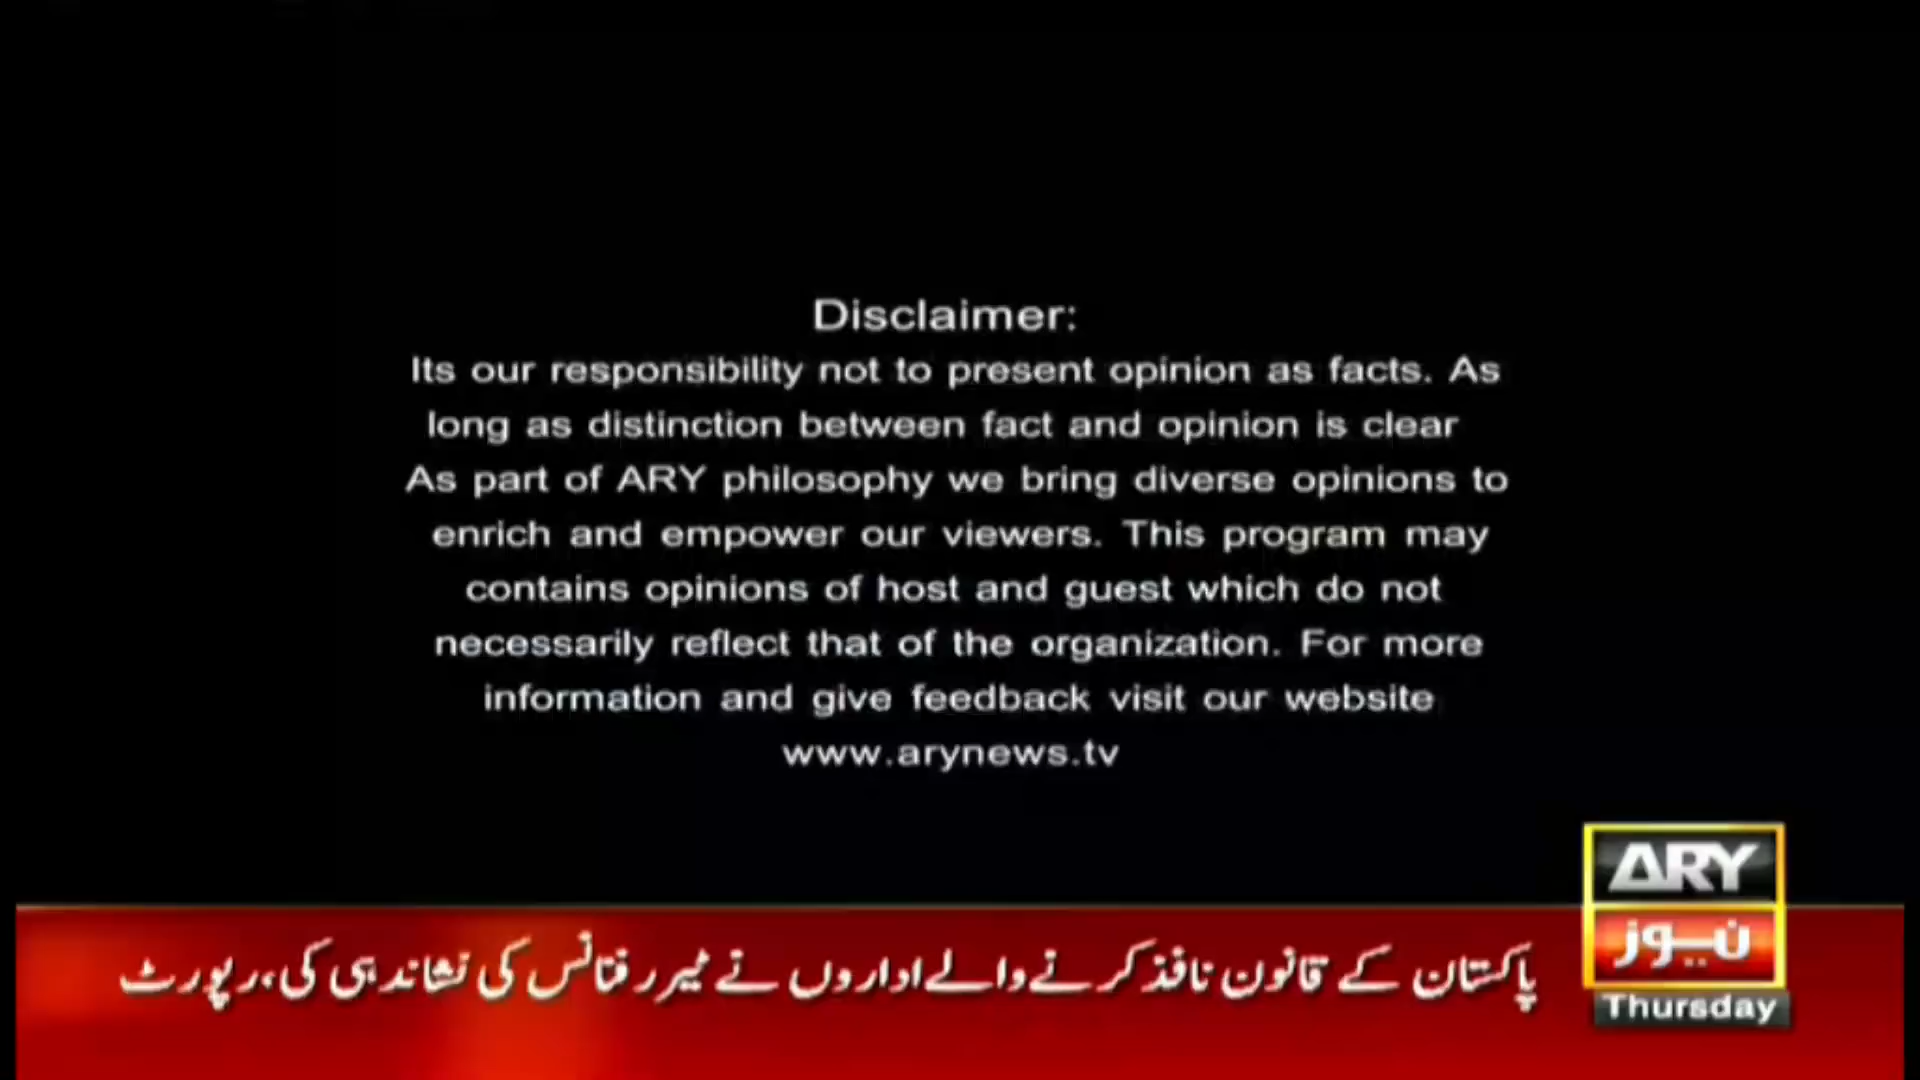 Disclaimer:
Its our responsibility not to present opinion as facts. As
long as distinction between fact and opinion is clear
As part of ARY philosophy we bring diverse opinions to
enrich and empower our viewers. This program may
contains opinions of host and guest which do not
necessarily reflect that of the organization. For more
information and give feedback visit our website
www.arynews.tv
ARY
نیوز
Thursday
پاکستان کے قانون نافذ کرنے والے اداروں نے ٹیرر فنانس کی نشاندہی کی، رپورٹ